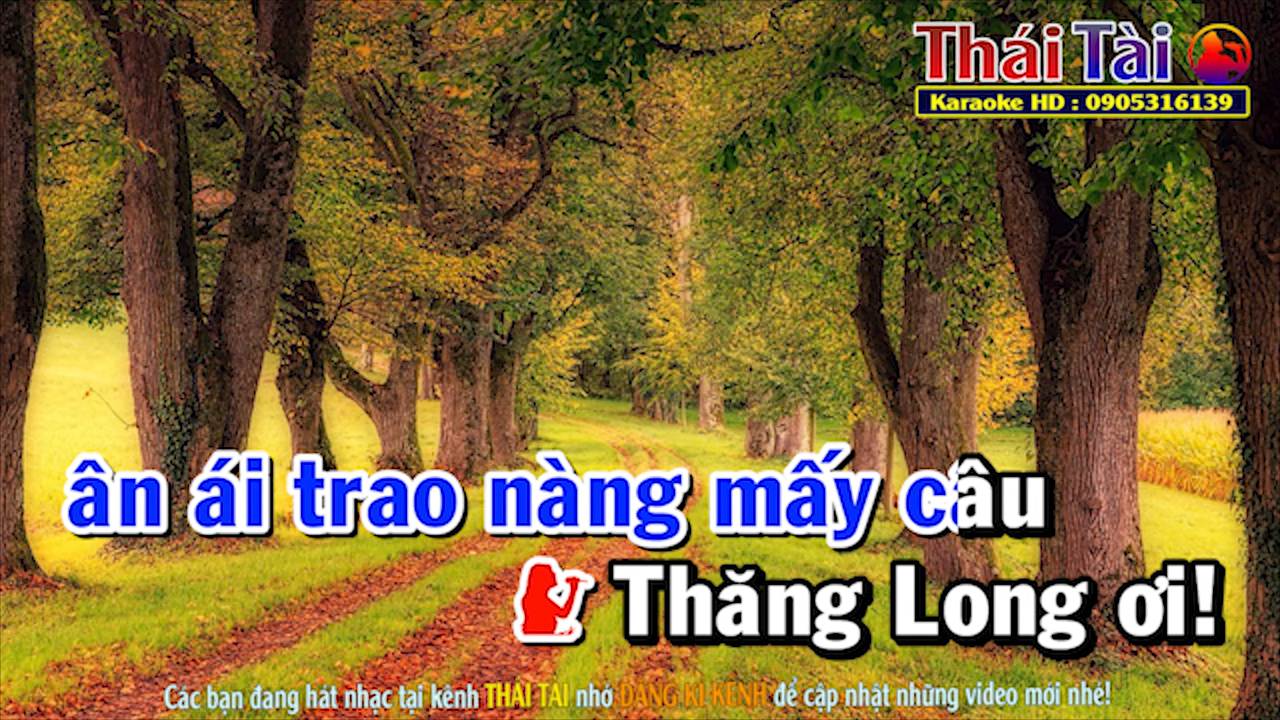 Thái Tài
Karaoke HD : 0905316139
ân ái trao nàng mấy câu
Thăng Long ơi!
Các bạn đang hát nhạc tại kênh THÁI TÀI nhớ ĐĂNG KÍ KÊNH để cập nhật những video mới nhé!